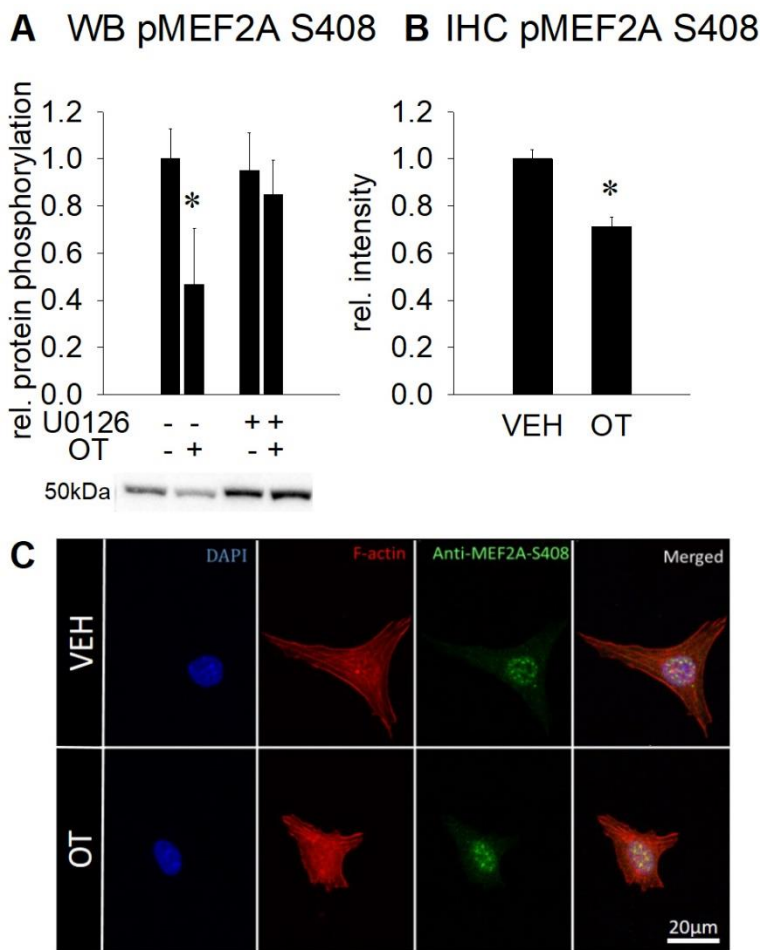 A WB pMEF2A S408
B IHC pMEF2A S408
rel. protein phosphorylation
1.2
1.0
0.8
0.6
0.4
0.2
0.0
*
U0126 - - + +
OT - + - +
50kDa
rel. intensity
1.2
1.0
0.8
0.6
0.4
0.2
0.0
*
VEH OT
C
DAPI F-actin Anti-MEF2A-S408 Merged
VEH
OT
20µm